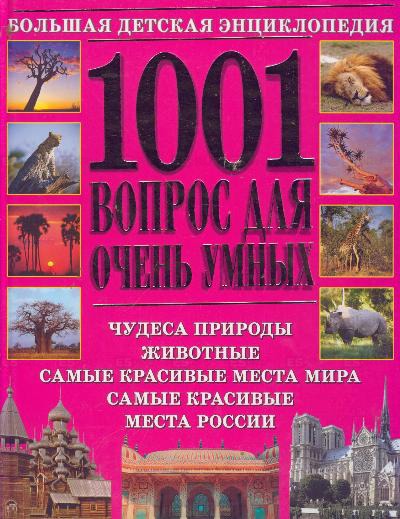 БОЛЬШАЯ ДЕТСКАЯ ЭНЦИКЛОПЕДИЯ
1001
ВОПРОС ДЛЯ
ОЧЕНЬ УМНЫХ
ЧУДЕСА ПРИРОДЫ
ЖИВОТНЫЕ
САМЫЕ КРАСИВЫЕ МЕСТА МИРА
САМЫЕ КРАСИВЫЕ
МЕСТА РОССИИ